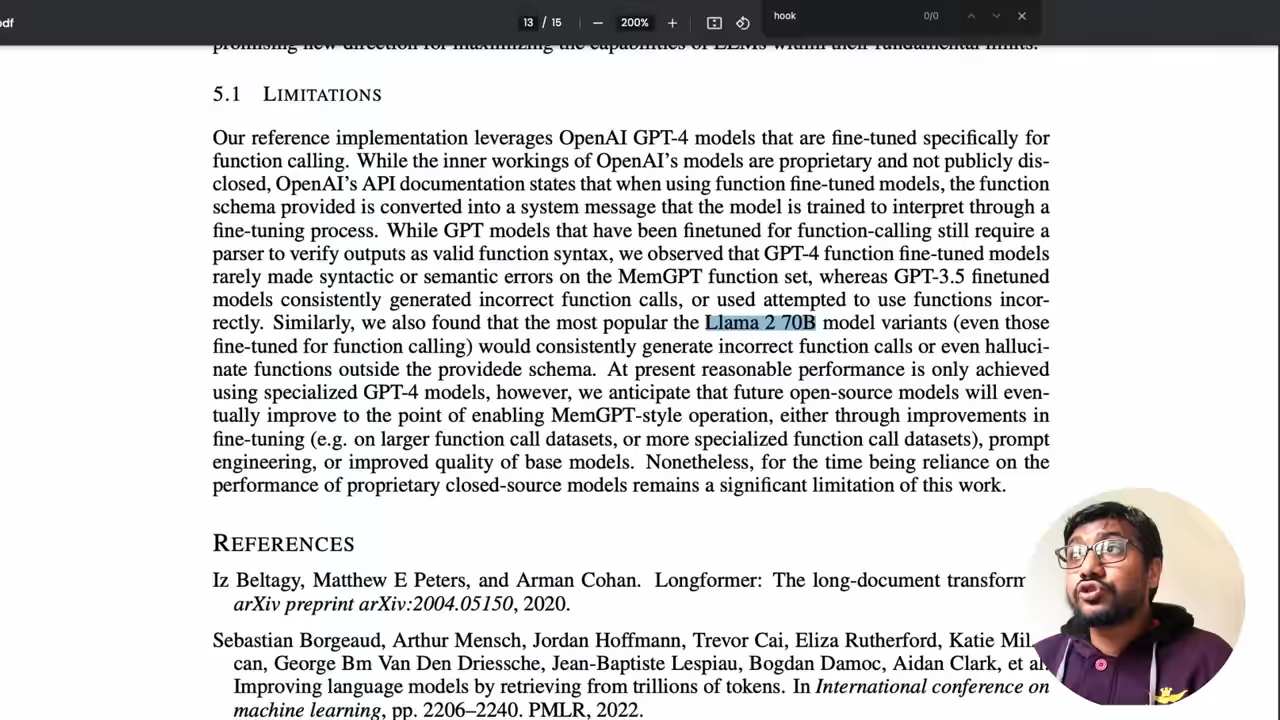 odf
13 / 15
200%
hook
0/0
promising new direction for maximizing the capabilities of LLMs within their fundamental limits.
5.1 LIMITATIONS
Our reference implementation leverages OpenAI GPT-4 models that are fine-tuned specifically for
function calling. While the inner workings of OpenAI's models are proprietary and not publicly dis-
closed, OpenAI's API documentation states that when using function fine-tuned models, the function
schema provided is converted into a system message that the model is trained to interpret through a
fine-tuning process. While GPT models that have been finetuned for function-calling still require a
parser to verify outputs as valid function syntax, we observed that GPT-4 function fine-tuned models
rarely made syntactic or semantic errors on the MemGPT function set, whereas GPT-3.5 finetuned
models consistently generated incorrect function calls, or used attempted to use functions incor-
rectly. Similarly, we also found that the most popular the Llama 2 70B model variants (even those
fine-tuned for function calling) would consistently generate incorrect function calls or even halluci-
nate functions outside the providede schema. At present reasonable performance is only achieved
using specialized GPT-4 models, however, we anticipate that future open-source models will even-
tually improve to the point of enabling MemGPT-style operation, either through improvements in
fine-tuning (e.g. on larger function call datasets, or more specialized function call datasets), prompt
engineering, or improved quality of base models. Nonetheless, for the time being reliance on the
performance of proprietary closed-source models remains a significant limitation of this work.
REFERENCES
Iz Beltagy, Matthew E Peters, and Arman Cohan. Longformer: The long-document transform
arXiv preprint arXiv:2004.05150, 2020.
Sebastian Borgeaud, Arthur Mensch, Jordan Hoffmann, Trevor Cai, Eliza Rutherford, Katie Mil
can, George Bm Van Den Driessche, Jean-Baptiste Lespiau, Bogdan Damoc, Aidan Clark, et al.
Improving language models by retrieving from trillions of tokens. In International conference on
machine learning, pp. 2206–2240. PMLR, 2022.